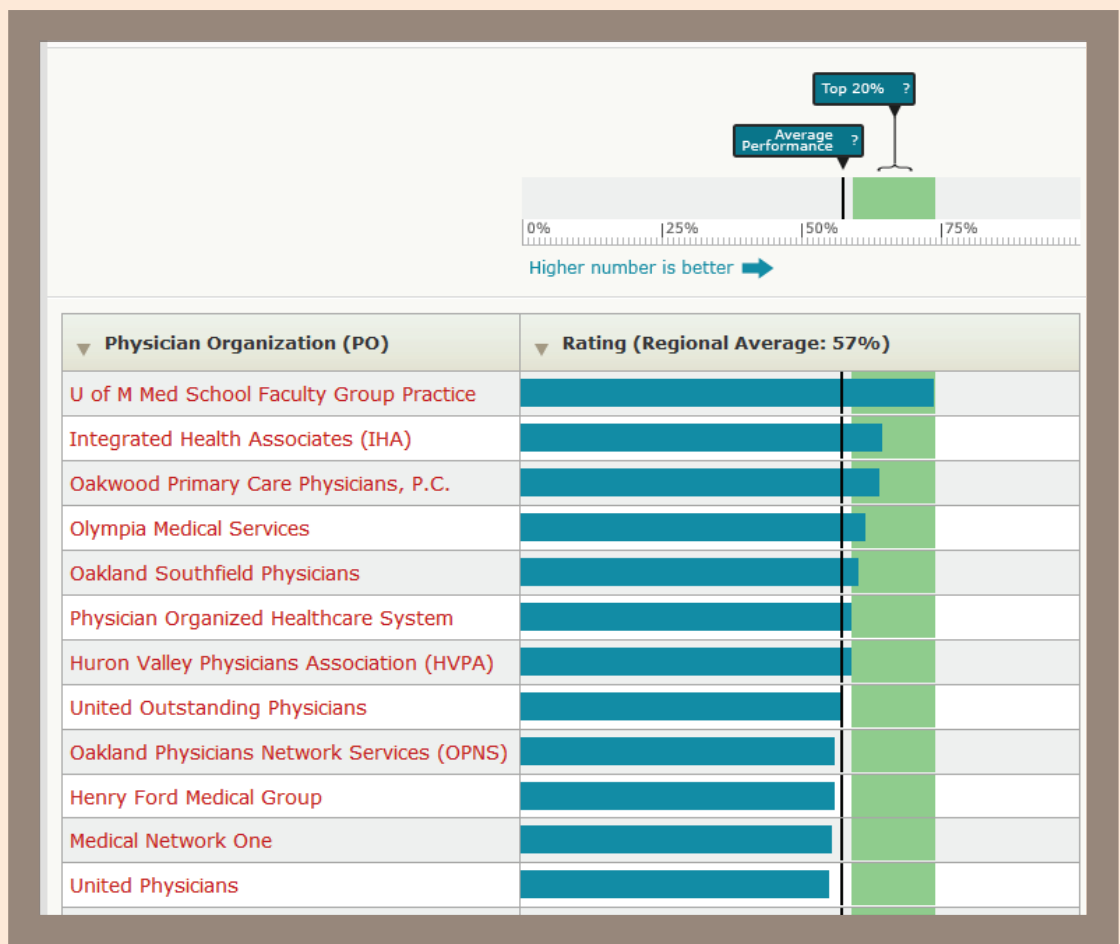 Top 20% ?
Average
Performance ?
0% 25% 50% 75%
Higher number is better
Physician Organization (PO) Rating (Regional Average: 57%)
U of M Med School Faculty Group Practice
Integrated Health Associates (IHA)
Oakwood Primary Care Physicians, P.C.
Olympia Medical Services
Oakland Southfield Physicians
Physician Organized Healthcare System
Huron Valley Physicians Association (HVPA)
United Outstanding Physicians
Oakland Physicians Network Services (OPNS)
Henry Ford Medical Group
Medical Network One
United Physicians